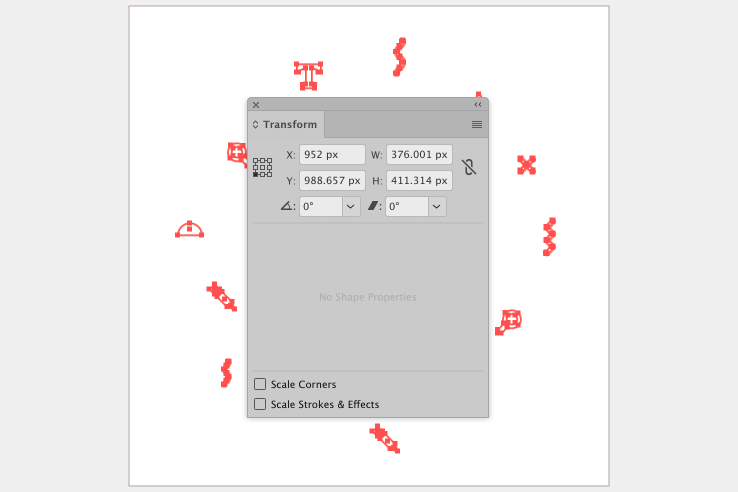 Transform
X: 952 px W: 376.001 px
Y: 988.657 px H: 411.314 px
0° 0°
No Shape Properties
Scale Corners
Scale Strokes & Effects